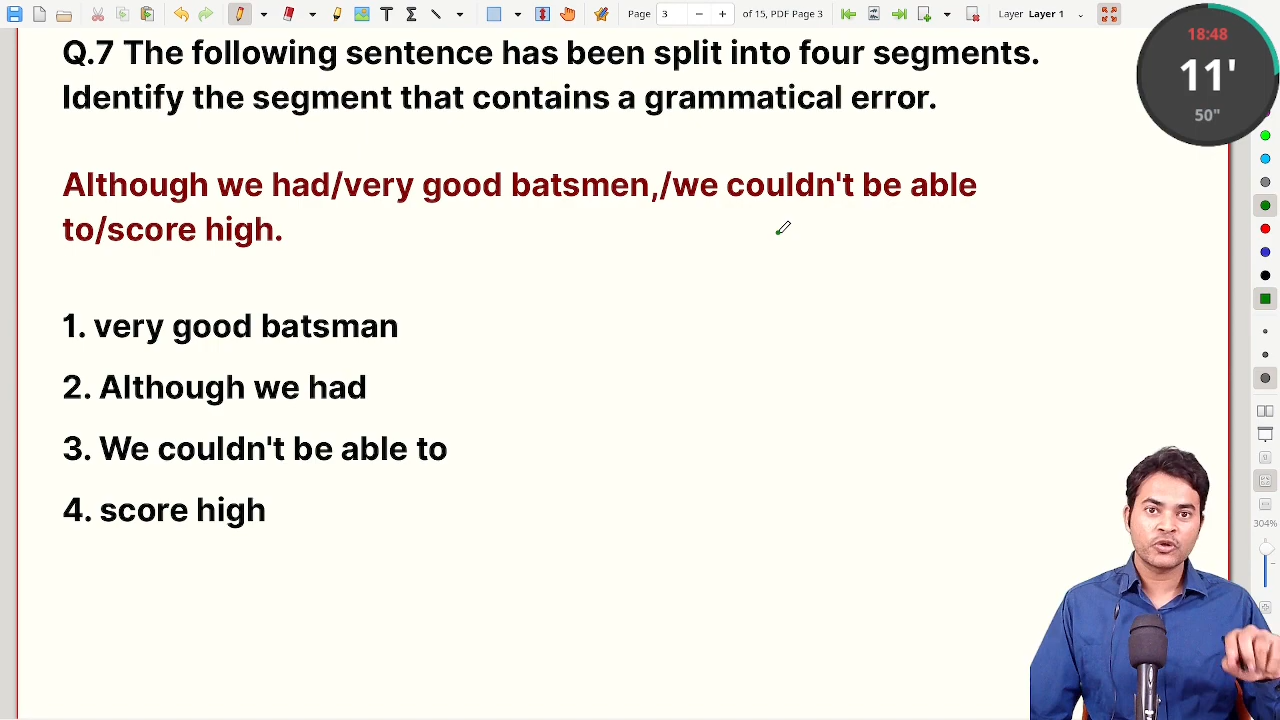 Page 3 of 15, PDF Page 3 Layer Layer 1
18:48
11'
50"
Q.7 The following sentence has been split into four segments.
Identify the segment that contains a grammatical error.
Although we had/very good batsmen,/we couldn't be able
to/score high.
1. very good batsman
2. Although we had
3. We couldn't be able to
4. score high
304%